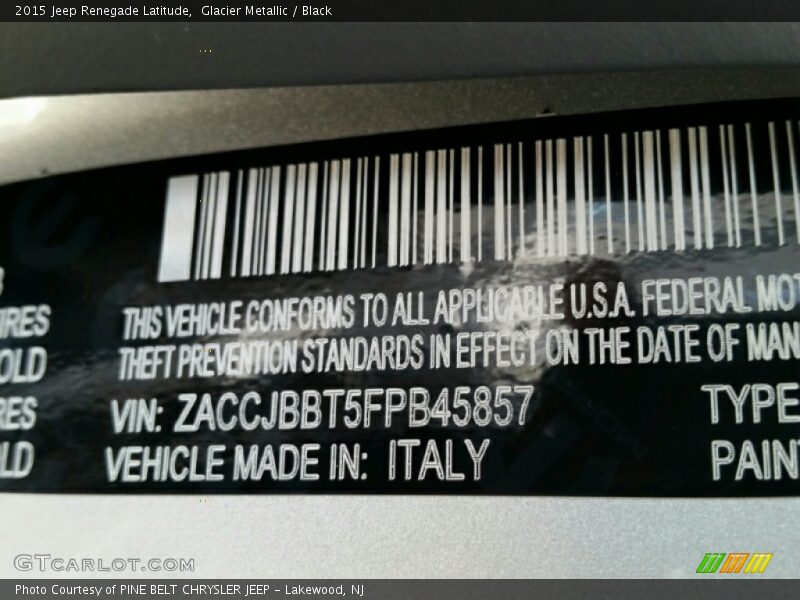 2015 Jeep Renegade Latitude,  Glacier Metallic / Black
THIS VEHICLE CONFORMS TO ALL APPLICABLE U.S.A. FEDERAL MOT
THEFT PREVENTION STANDARDS IN EFFECT ON THE DATE OF MAN
VIN: ZACCJBBT5FPB45857
TYPE
VEHICLE MADE IN: ITALY
PAINT
IRES
OLD
RES
LD
GTCARLOT.COM
Photo Courtesy of PINE BELT CHRYSLER JEEP - Lakewood, NJ